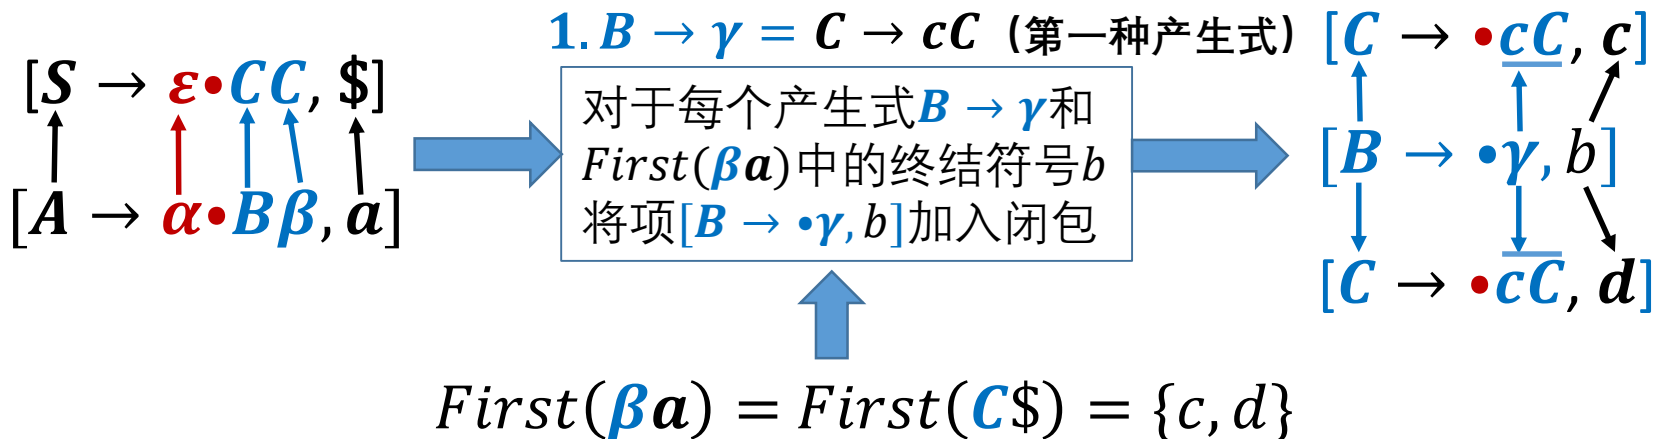 1. B → γ = C → cC（第一种产生式）
[S → ε•CC, $]
[A → α•Bβ, a]
对于每个产生式B → γ和
First(βa)中的终结符号b
将项[B → •γ, b]加入闭包
[C → •cC, c]
[B → •γ, b]
[C → •cC, d]
First(βa) = First(C$) = {c, d}